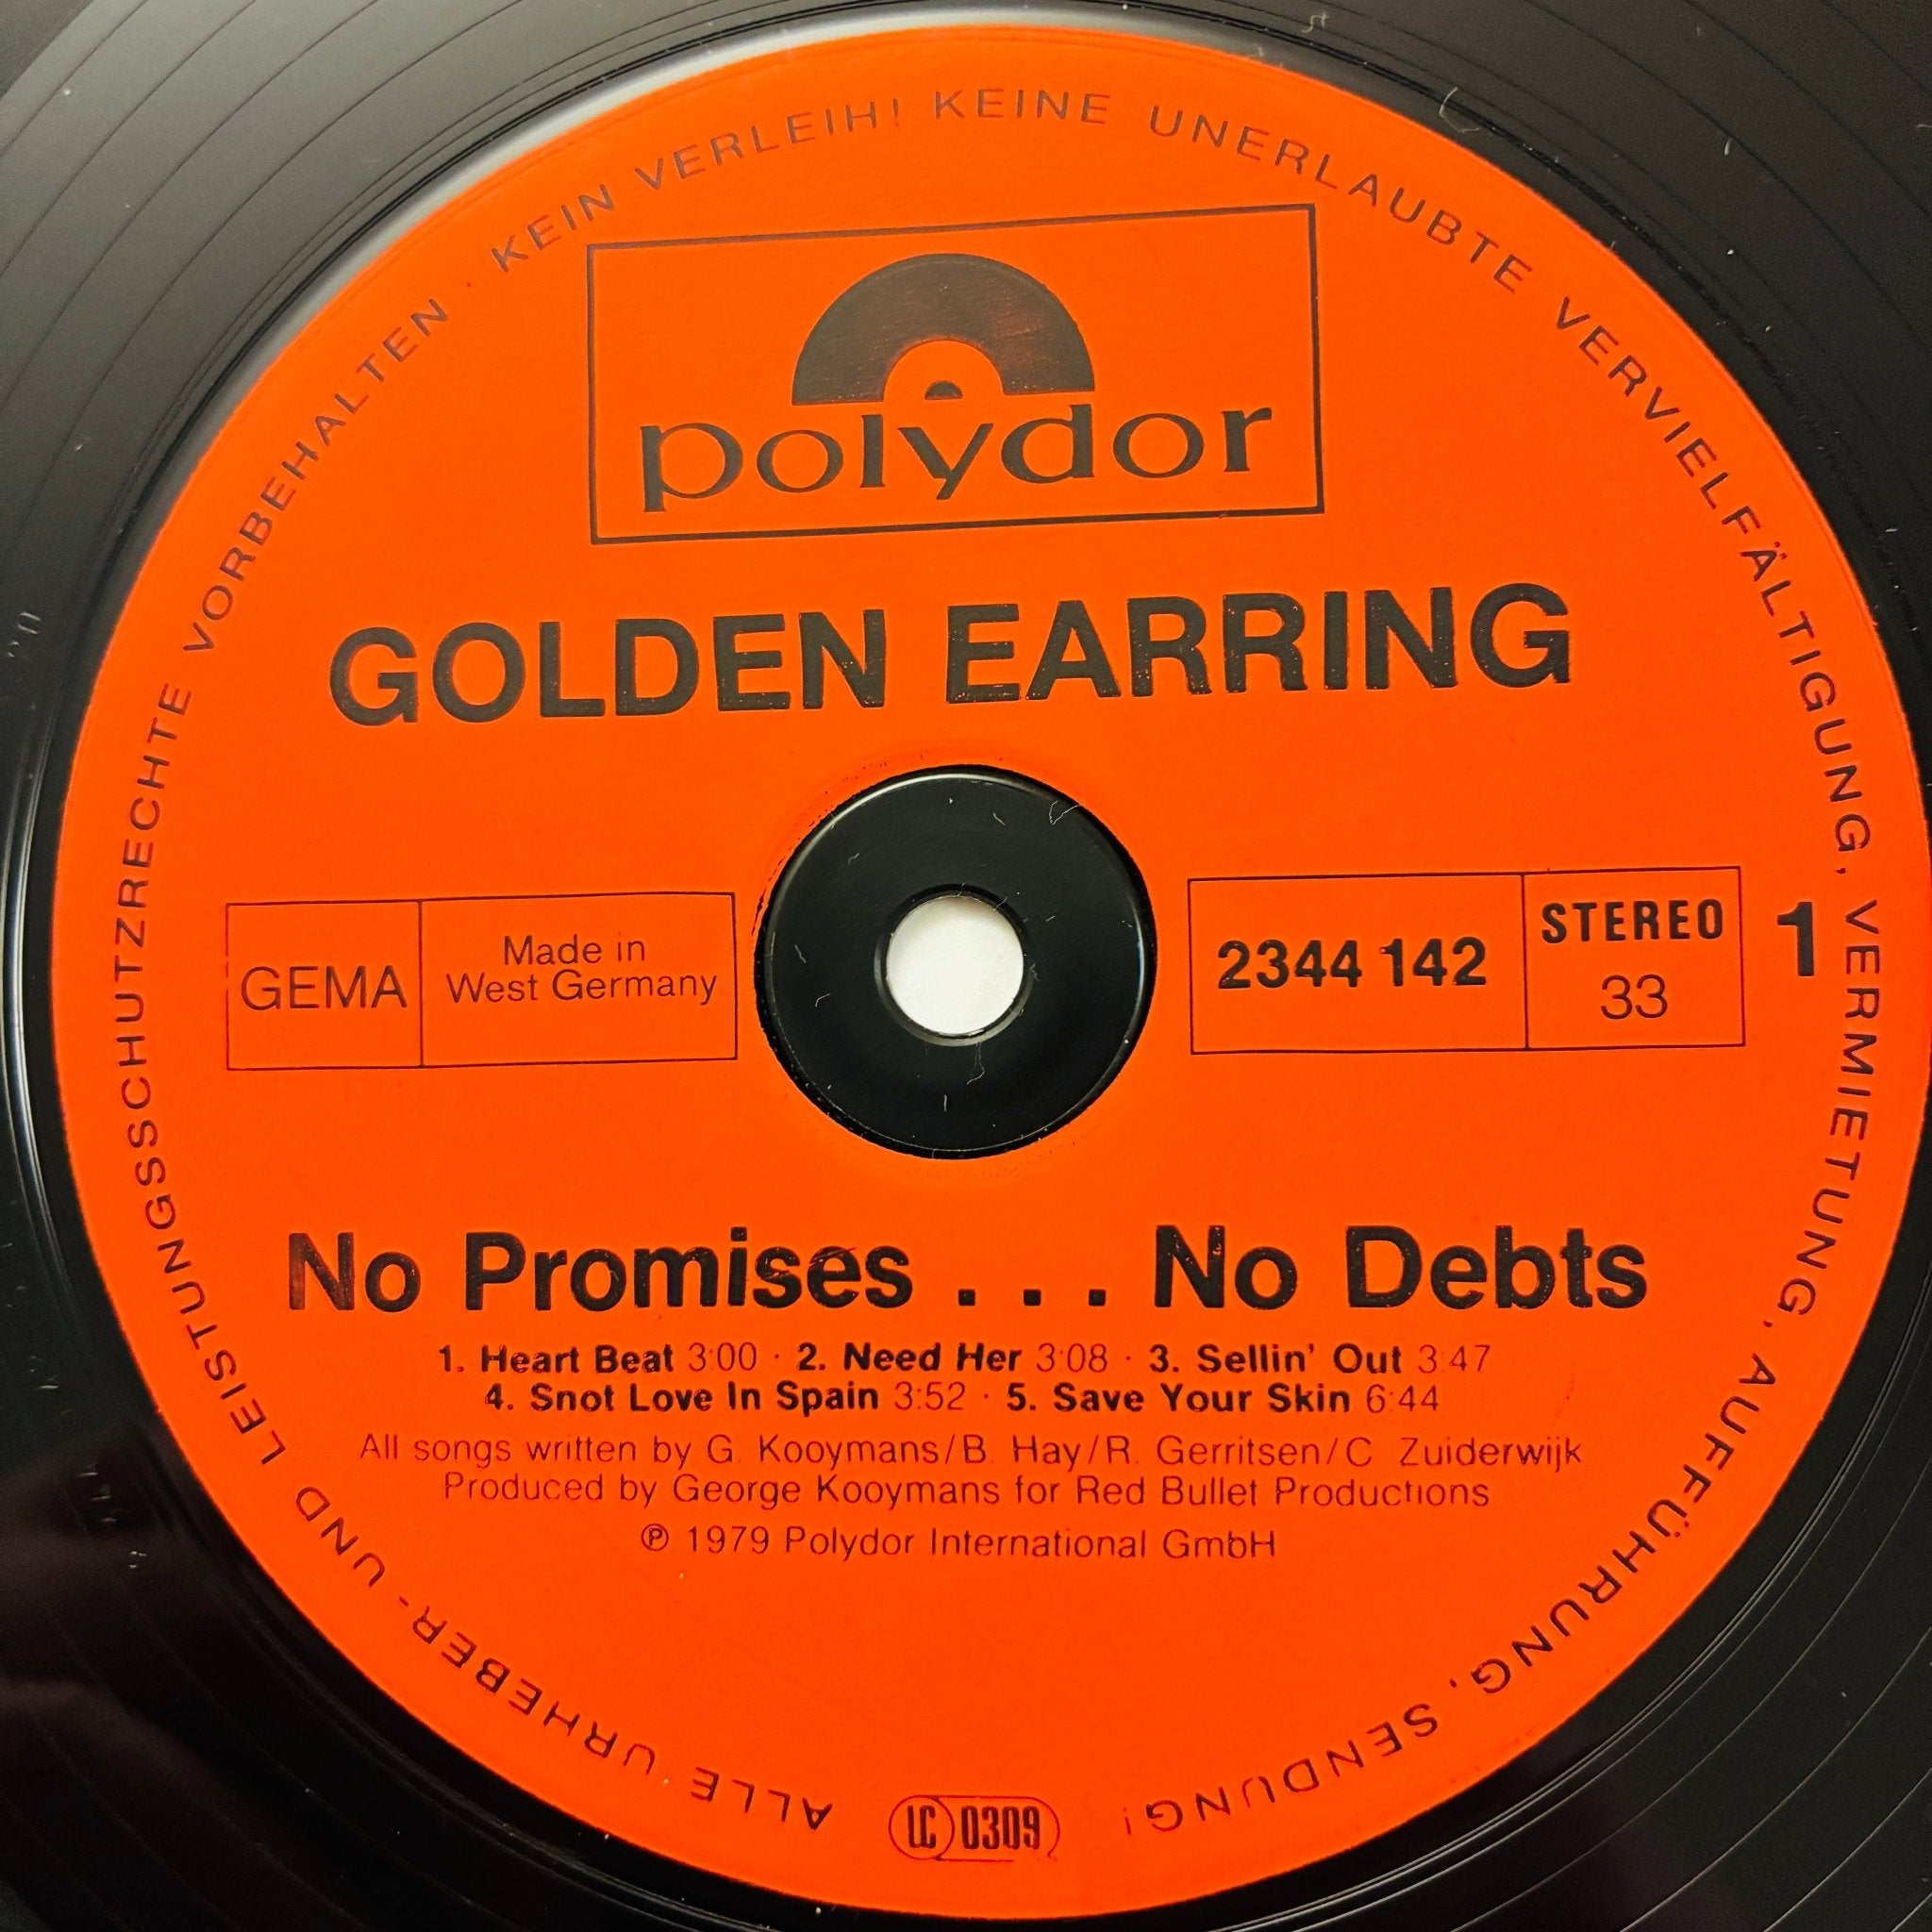 ALLE URHEBER- UND LEISTUNGSSCHUTZRECHTE VORBEHALTEN · KEIN VERLEIH! KEINE UNERLAUBTE VERVIELFÄLTIGUNG, VERMIETUNG, AUFFÜHRUNG, SENDUNG!
polydor
GOLDEN EARRING
GEMA
Made in
West Germany
2344 142
STEREO
33
1
No Promises . . . No Debts
1. Heart Beat 3:00 · 2. Need Her 3:08 · 3. Sellin' Out 3:47
4. Snot Love In Spain 3:52 · 5. Save Your Skin 6:44
All songs written by G. Kooymans/B. Hay/R. Gerritsen/C Zuiderwijk
Produced by George Kooymans for Red Bullet Productions
℗ 1979 Polydor International GmbH
LC 0309